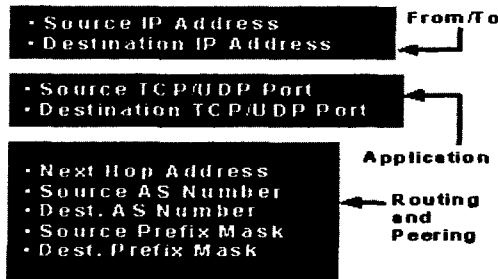 • Source IP Address
• Destination IP Address
From/To
• Source TCP/UDP Port
• Destination TCP/UDP Port
Application
• Next Hop Address
• Source AS Number
• Dest. AS Number
• Source Prefix Mask
• Dest. Prefix Mask
Routing
and
Peering